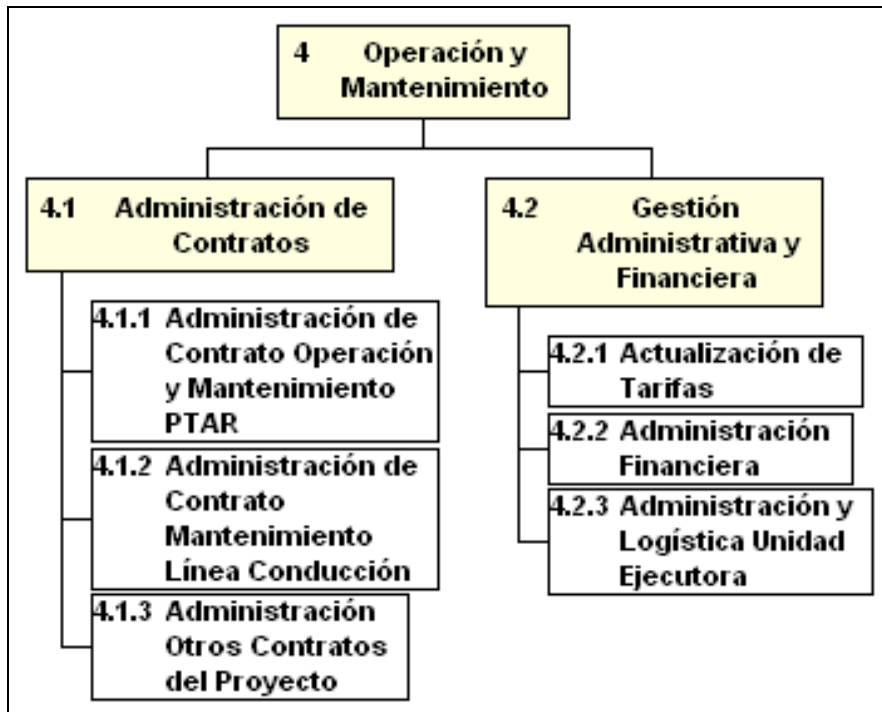 4 Operación y
Mantenimiento
4.1 Administración de
Contratos
4.1.1 Administración de
Contrato Operación
y Mantenimiento
PTAR
4.1.2 Administración de
Contrato
Mantenimiento
Línea Conducción
4.1.3 Administración
Otros Contratos
del Proyecto
4.2 Gestión
Administrativa y
Financiera
4.2.1 Actualización de
Tarifas
4.2.2 Administración
Financiera
4.2.3 Administración y
Logística Unidad
Ejecutora